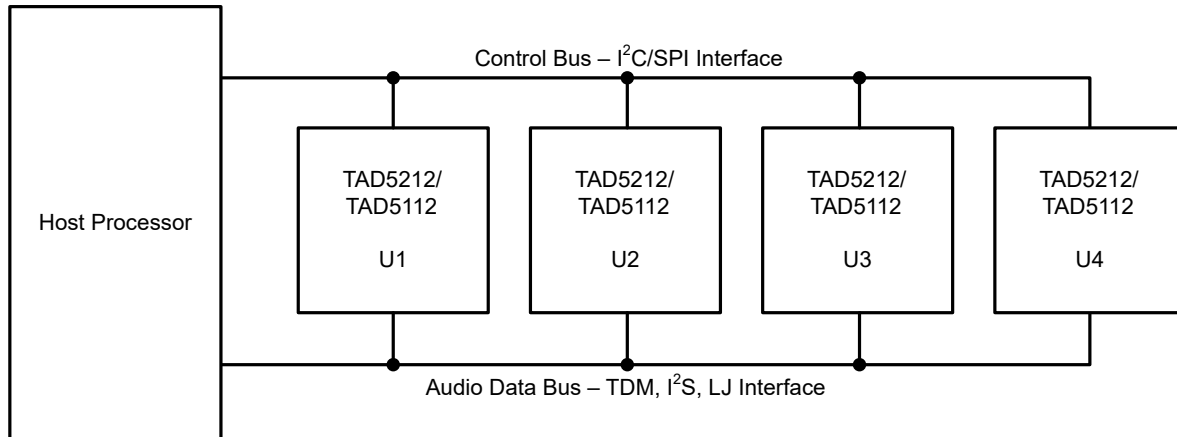 Control Bus – I²C/SPI Interface
Host Processor
TAD5212/
TAD5112
U1
TAD5212/
TAD5112
U2
TAD5212/
TAD5112
U3
TAD5212/
TAD5112
U4
Audio Data Bus – TDM, I²S, LJ Interface